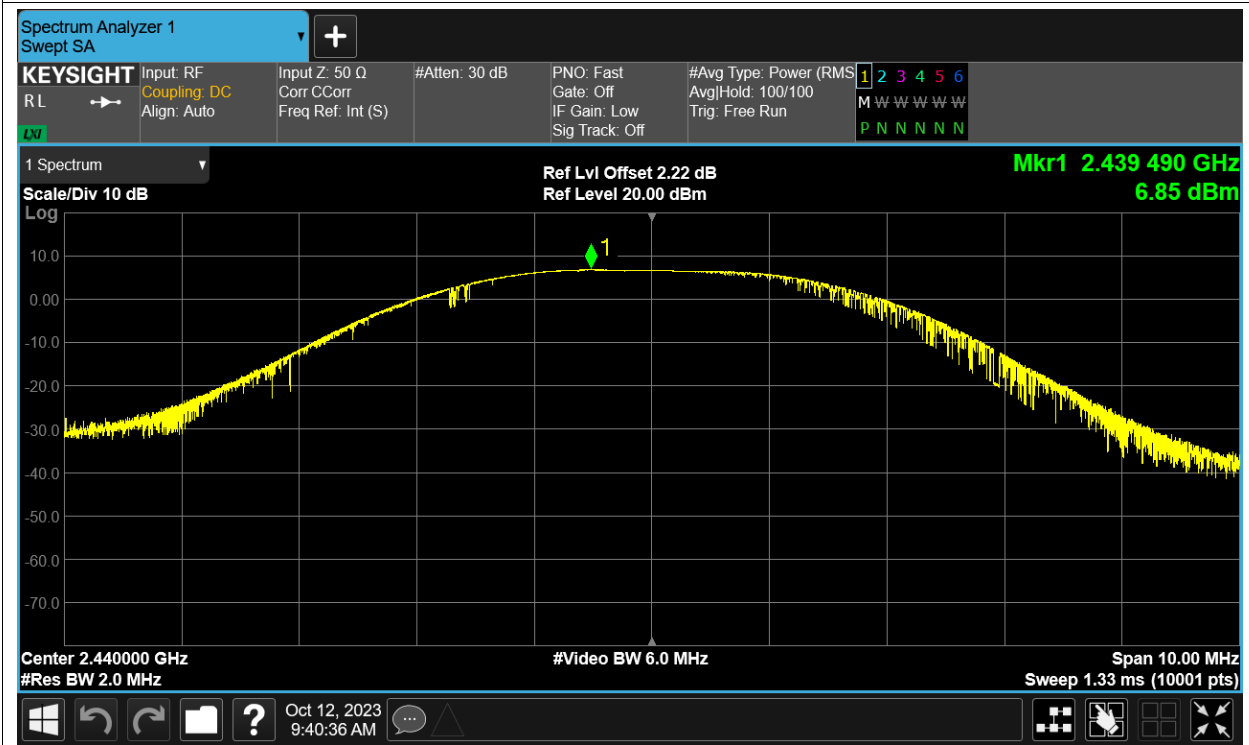 Spectrum Analyzer 1
Swept SA
KEYSIGHT
R L
LXI
Input: RF
Coupling: DC
Align: Auto
Input Z: 50 Ω
Corr CCorr
Freq Ref: Int (S)
#Atten: 30 dB
PNO: Fast
Gate: Off
IF Gain: Low
Sig Track: Off
#Avg Type: Power (RMS
Avg|Hold: 100/100
Trig: Free Run
1 2 3 4 5 6
M W W W W W
P N N N N N
1 Spectrum
Scale/Div 10 dB
Log
Ref Lvl Offset 2.22 dB
Ref Level 20.00 dBm
Mkr1 2.439 490 GHz
6.85 dBm
1
10.0
0.00
-10.0
-20.0
-30.0
-40.0
-50.0
-60.0
-70.0
Center 2.440000 GHz
#Res BW 2.0 MHz
#Video BW 6.0 MHz
Span 10.00 MHz
Sweep 1.33 ms (10001 pts)
?
Oct 12, 2023
9:40:36 AM